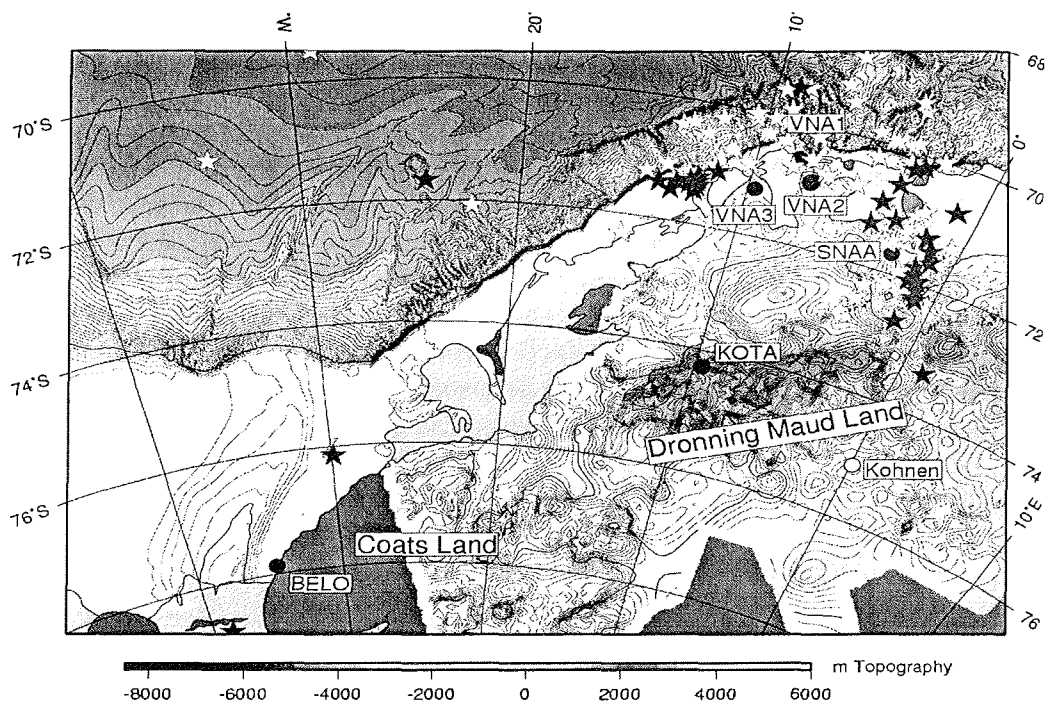 W.
20'
10'
68
70°S
VNA1
0°
70
VNA3
VNA2
72°S
SNAA
72
KOTA
74°S
Dronning Maud Land
Kohnen
74
76°S
10°E
Coats Land
BELO
76
m Topography
-8000
-6000
-4000
-2000
0
2000
4000
6000